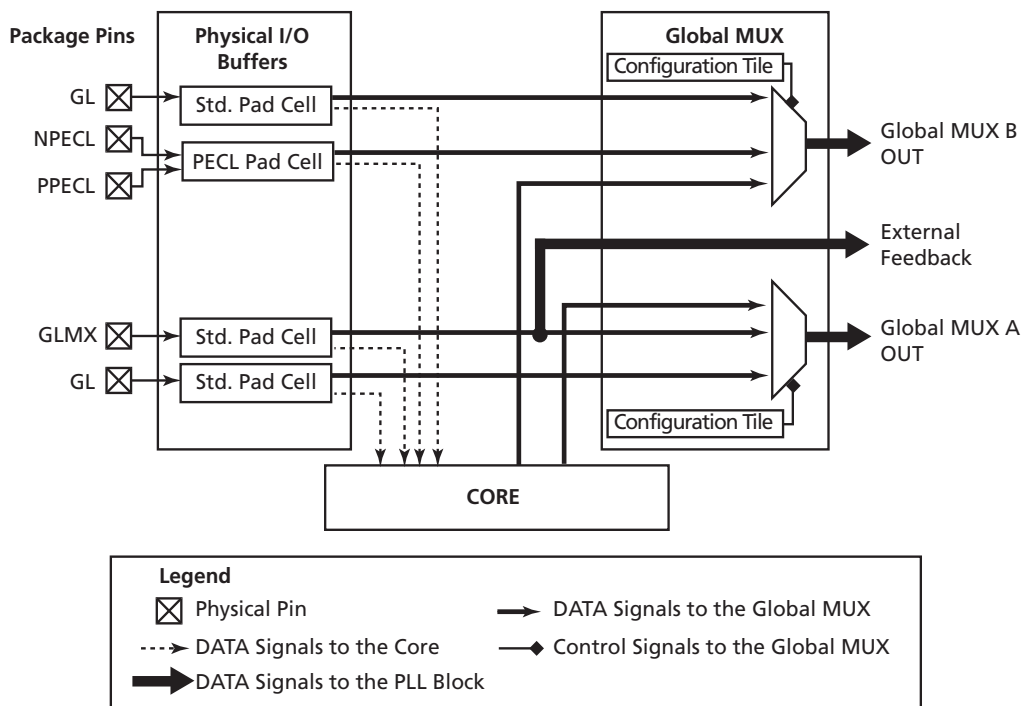 Package Pins
Physical I/O
Buffers
Global MUX
Configuration Tile
GL
Std. Pad Cell
NPECL
PECL Pad Cell
PPECL
Global MUX B
OUT
External
Feedback
GLMX
Std. Pad Cell
GL
Std. Pad Cell
Global MUX A
OUT
Configuration Tile
CORE
Legend
Physical Pin
DATA Signals to the Global MUX
DATA Signals to the Core
Control Signals to the Global MUX
DATA Signals to the PLL Block